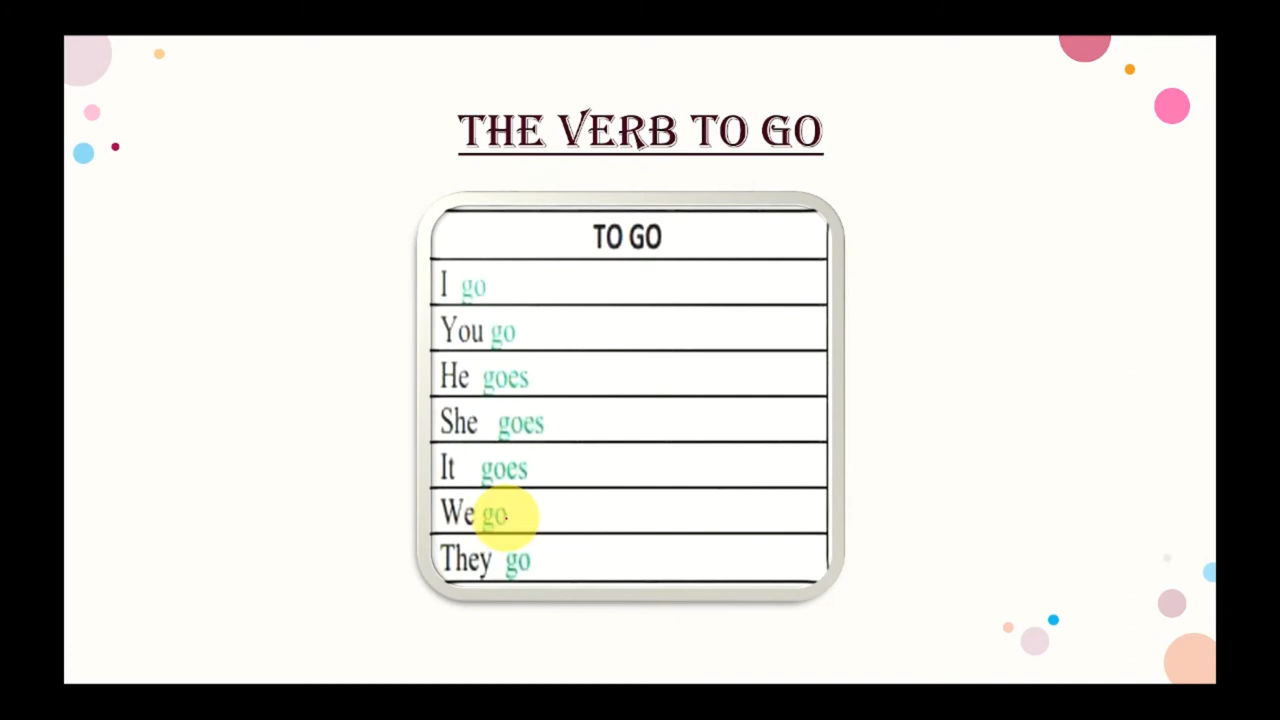 THE VERB TO GO
TO GO
I go
You go
He goes
She goes
It goes
We go
They go